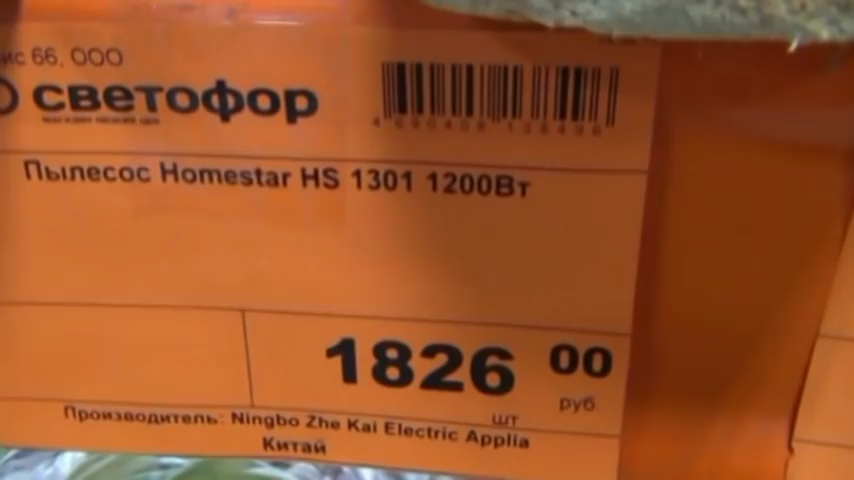 66, ООО
светофор
Пылесос Homestar HS 1301 1200Вт
1826 00
шт руб
Производитель: Ningbo Zhe Kai Electric Applia
Китай